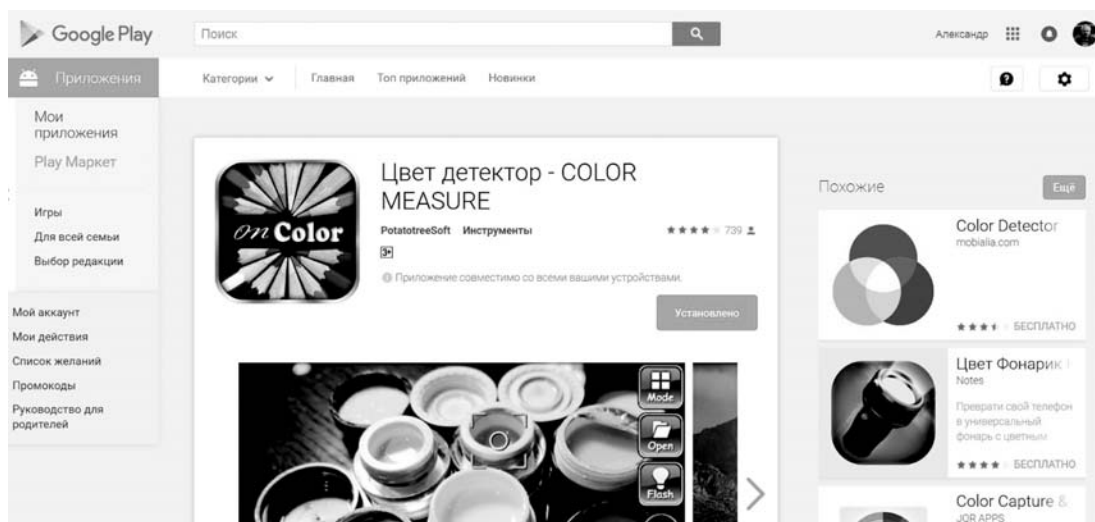 Google Play
Поиск
Александр
Приложения
Категории
Главная
Топ приложений
Новинки
Мои
приложения
Play Маркет
Игры
Для всей семьи
Выбор редакции
Мой аккаунт
Мои действия
Список желаний
Промокоды
Руководство для
родителей
on Color
Цвет детектор - COLOR
MEASURE
PotatotreeSoft Инструменты
739
3+
Приложение совместимо со всеми вашими устройствами.
Установлено
Mode
Open
Flash
Похожие
Ещё
Color Detector
mobialia.com
БЕСПЛАТНО
Цвет Фонарик
Notes
Преврати свой телефон
в универсальный
фонарь с цветным
БЕСПЛАТНО
Color Capture &
JQR APPS